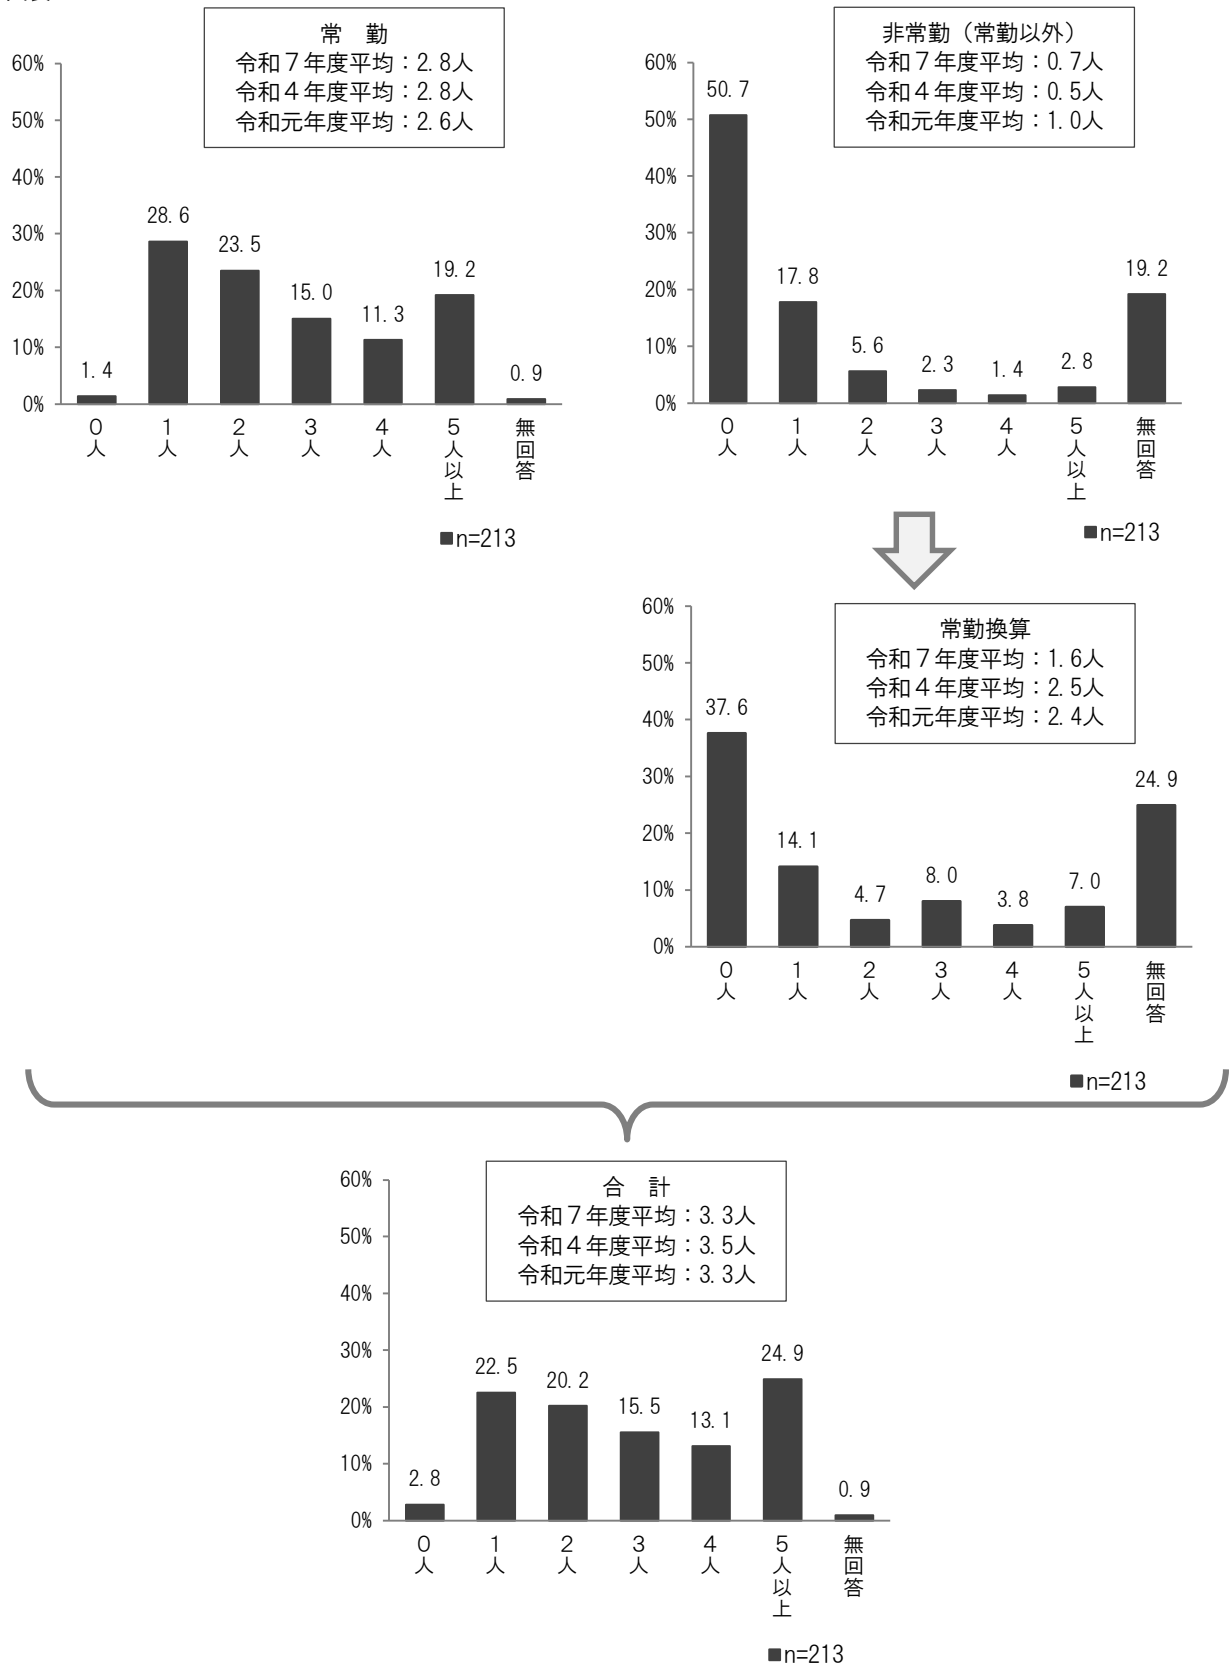 常　勤
令和７年度平均：2.8人
令和４年度平均：2.8人
令和元年度平均：2.6人
60%
50%
40%
30%
20%
10%
0%
1.4
28.6
23.5
15.0
11.3
19.2
0.9
０人
１人
２人
３人
４人
５人以上
無回答
■n=213
非常勤（常勤以外）
令和７年度平均：0.7人
令和４年度平均：0.5人
令和元年度平均：1.0人
60%
50%
40%
30%
20%
10%
0%
50.7
17.8
5.6
2.3
1.4
2.8
19.2
０人
１人
２人
３人
４人
５人以上
無回答
■n=213
常勤換算
令和７年度平均：1.6人
令和４年度平均：2.5人
令和元年度平均：2.4人
60%
50%
40%
30%
20%
10%
0%
37.6
14.1
4.7
8.0
3.8
7.0
24.9
０人
１人
２人
３人
４人
５人以上
無回答
■n=213
合　計
令和７年度平均：3.3人
令和４年度平均：3.5人
令和元年度平均：3.3人
60%
50%
40%
30%
20%
10%
0%
2.8
22.5
20.2
15.5
13.1
24.9
0.9
０人
１人
２人
３人
４人
５人以上
無回答
■n=213